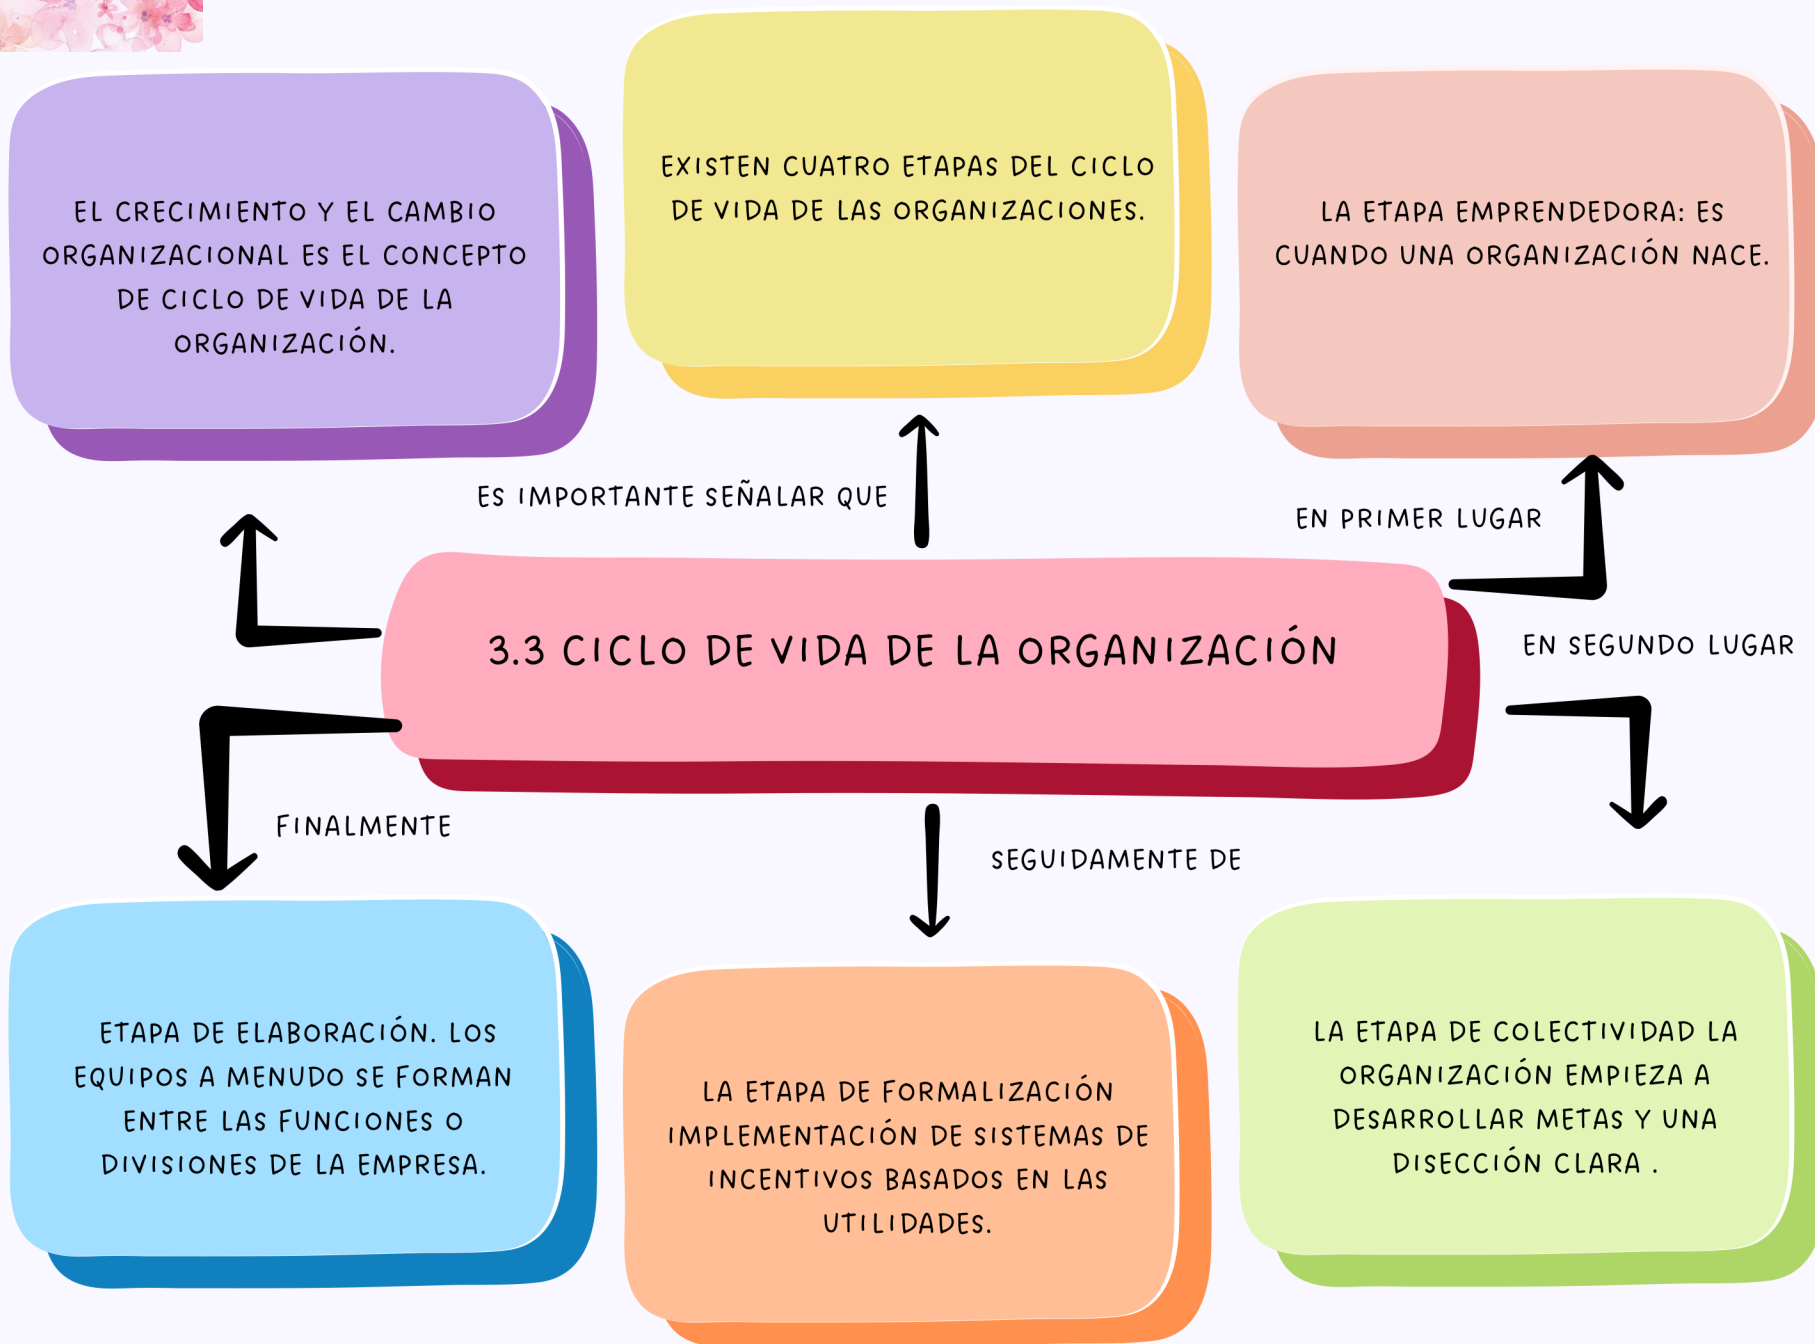 EL CRECIMIENTO Y EL CAMBIO
ORGANIZACIONAL ES EL CONCEPTO
DE CICLO DE VIDA DE LA
ORGANIZACIÓN.
EXISTEN CUATRO ETAPAS DEL CICLO
DE VIDA DE LAS ORGANIZACIONES.
LA ETAPA EMPRENDEDORA: ES
CUANDO UNA ORGANIZACIÓN NACE.
ES IMPORTANTE SEÑALAR QUE
EN PRIMER LUGAR
3.3 CICLO DE VIDA DE LA ORGANIZACIÓN
EN SEGUNDO LUGAR
FINALMENTE
SEGUIDAMENTE DE
ETAPA DE ELABORACIÓN. LOS
EQUIPOS A MENUDO SE FORMAN
ENTRE LAS FUNCIONES O
DIVISIONES DE LA EMPRESA.
LA ETAPA DE FORMALIZACIÓN
IMPLEMENTACIÓN DE SISTEMAS DE
INCENTIVOS BASADOS EN LAS
UTILIDADES.
LA ETAPA DE COLECTIVIDAD LA
ORGANIZACIÓN EMPIEZA A
DESARROLLAR METAS Y UNA
DISECCIÓN CLARA .